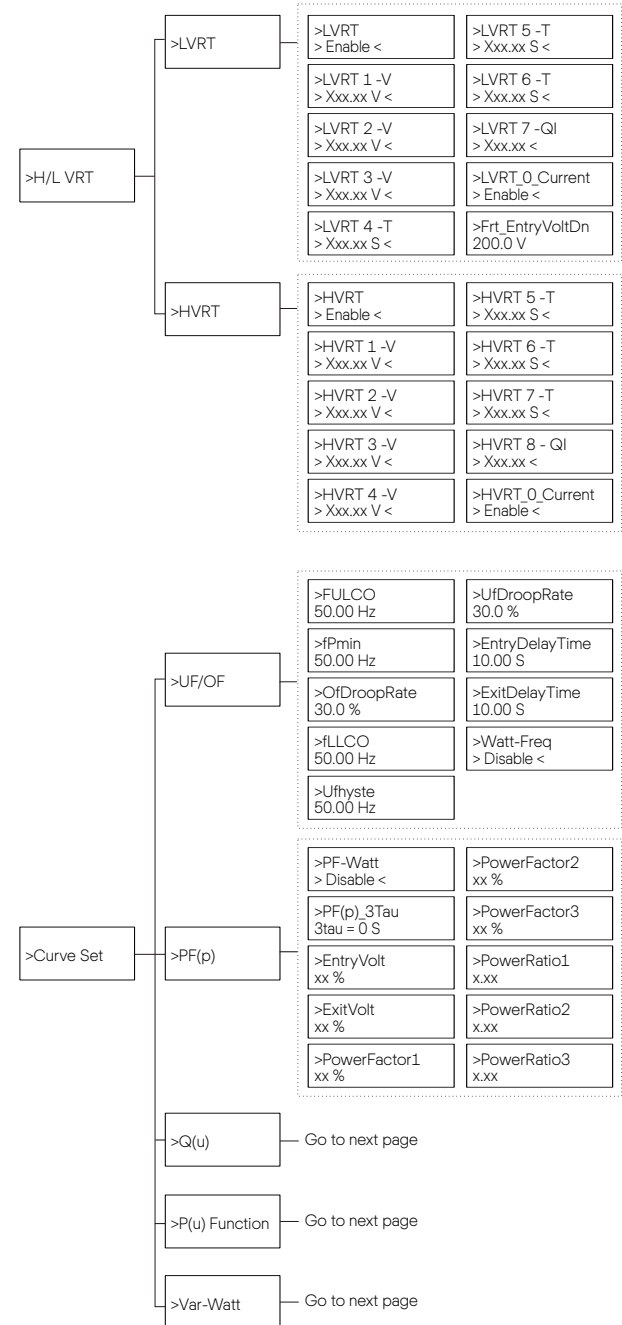 >H/L VRT
>LVRT
>LVRT
> Enable <
>LVRT 1 -V
> Xxx.xx V <
>LVRT 2 -V
> Xxx.xx V <
>LVRT 3 -V
> Xxx.xx V <
>LVRT 4 -T
> Xxx.xx S <
>LVRT 5 -T
> Xxx.xx S <
>LVRT 6 -T
> Xxx.xx S <
>LVRT 7 -QI
> Xxx.xx <
>LVRT_0_Current
> Enable <
>Frt_EntryVoltDn
200.0 V
>HVRT
>HVRT
> Enable <
>HVRT 1 -V
> Xxx.xx V <
>HVRT 2 -V
> Xxx.xx V <
>HVRT 3 -V
> Xxx.xx V <
>HVRT 4 -V
> Xxx.xx V <
>HVRT 5 -T
> Xxx.xx S <
>HVRT 6 -T
> Xxx.xx S <
>HVRT 7 -T
> Xxx.xx S <
>HVRT 8 - QI
> Xxx.xx <
>HVRT_0_Current
> Enable <
>Curve Set
>UF/OF
>FULCO
50.00 Hz
>fPmin
50.00 Hz
>OfDroopRate
30.0 %
>fLLCO
50.00 Hz
>Ufhyste
50.00 Hz
>UfDroopRate
30.0 %
>EntryDelayTime
10.00 S
>ExitDelayTime
10.00 S
>Watt-Freq
> Disable <
>PF(p)
>PF-Watt
> Disable <
>PF(p)_3Tau
3tau = 0 S
>EntryVolt
xx %
>ExitVolt
xx %
>PowerFactor1
xx %
>PowerFactor2
xx %
>PowerFactor3
xx %
>PowerRatio1
x.xx
>PowerRatio2
x.xx
>PowerRatio3
x.xx
>Q(u)
Go to next page
>P(u) Function
Go to next page
>Var-Watt
Go to next page